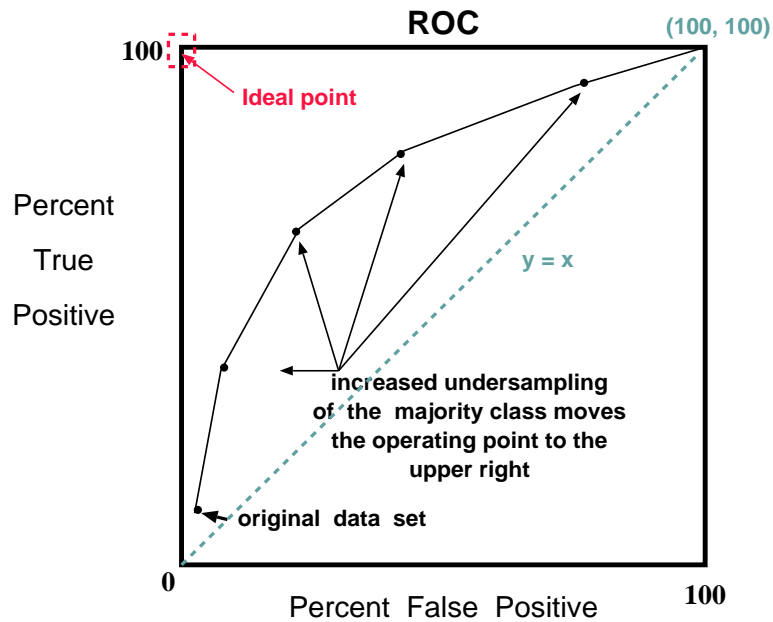 ROC
(100, 100)
100
Ideal point
Percent
True
Positive
y = x
increased undersampling
of the majority class moves
the operating point to the
upper right
original data set
0
100
Percent False Positive